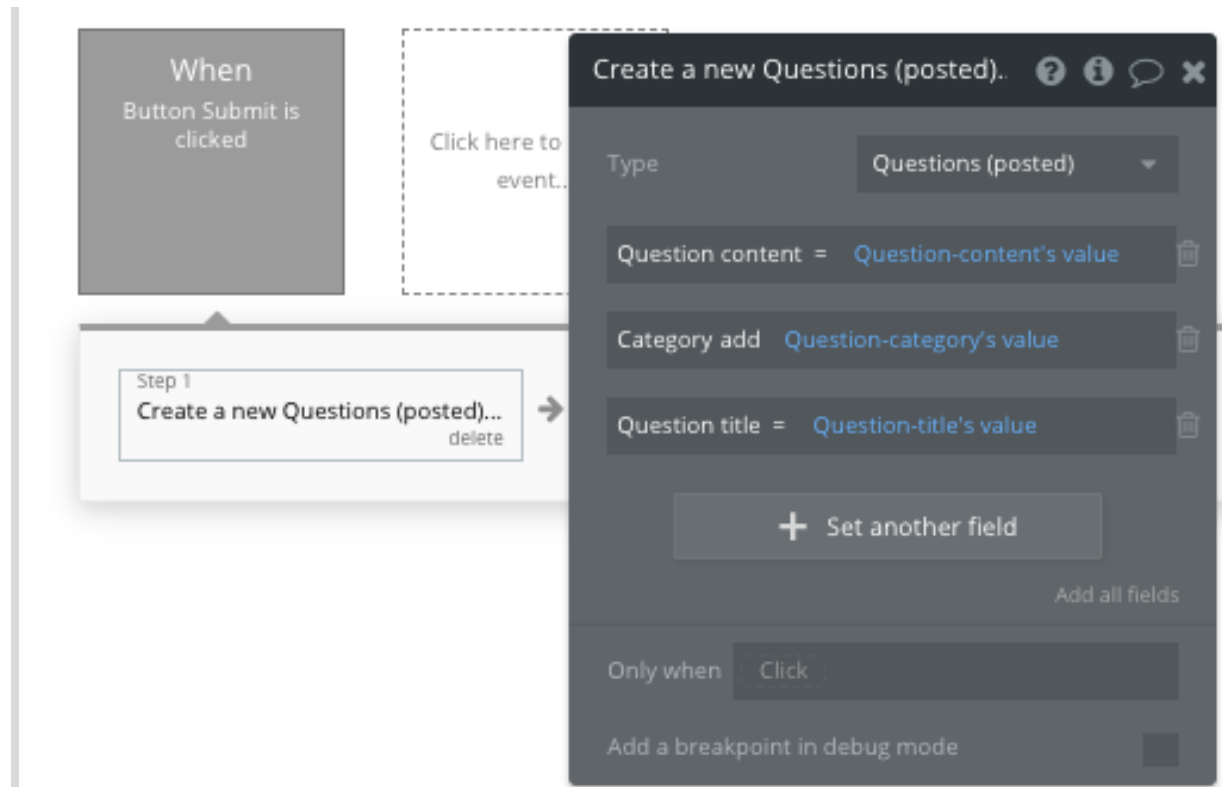 When
Button Submit is
clicked
Click here to
event..
Step 1
Create a new Questions (posted)...
delete
Create a new Questions (posted)..
Type
Questions (posted)
Question content = Question-content's value
Category add Question-category's value
Question title = Question-title's value
Set another field
Add all fields
Only when Click
Add a breakpoint in debug mode